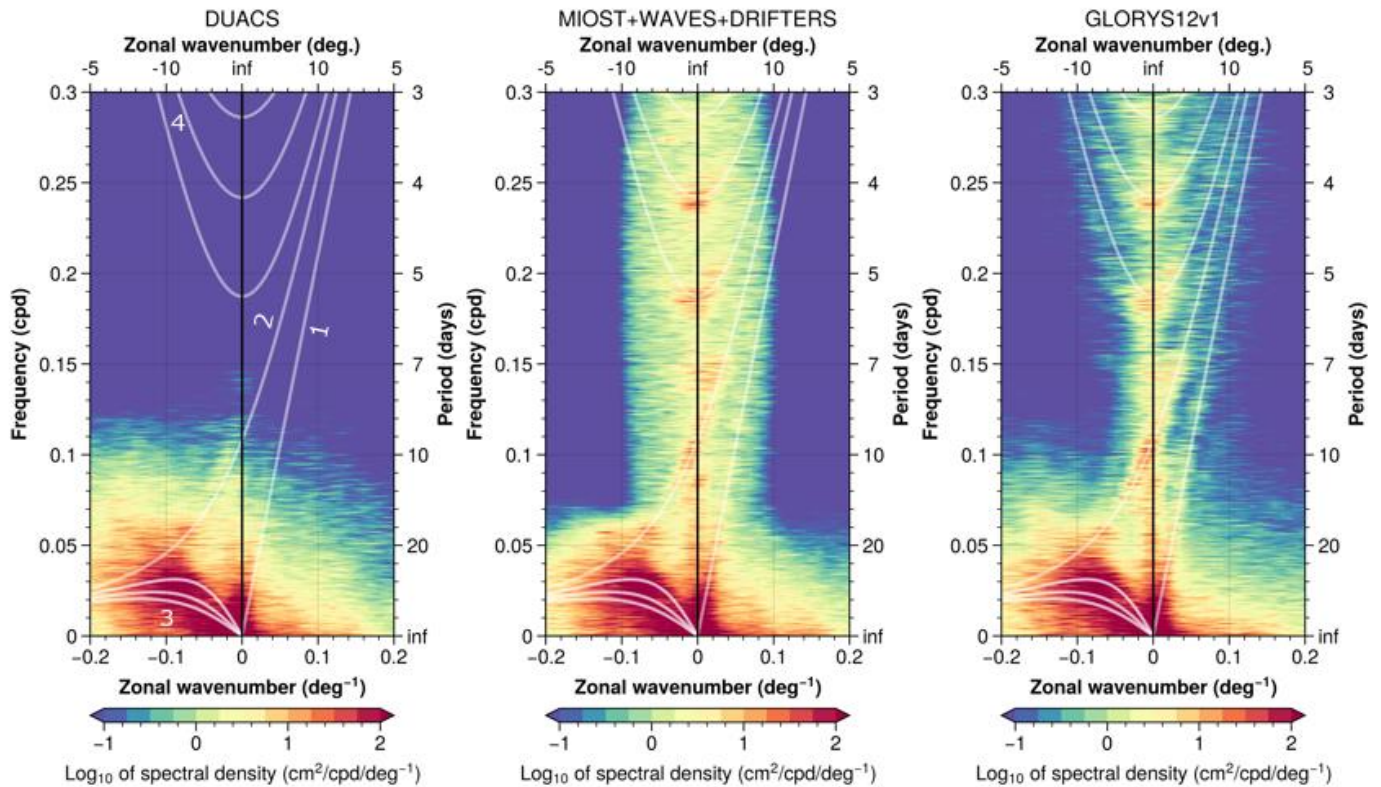 DUACS
Zonal wavenumber (deg.)
-5 -10 inf 10 5
0.3 0.25 0.2 0.15 0.1 0.05 0
Frequency (cpd)
4
2
1
3
3 4 5 7 10 20 inf
Period (days)
−0.2 −0.1 0 0.1 0.2
Zonal wavenumber (deg⁻¹)
−1 0 1 2
Log₁₀ of spectral density (cm²/cpd/deg⁻¹)
MIOST+WAVES+DRIFTERS
Zonal wavenumber (deg.)
-5 -10 inf 10 5
0.3 0.25 0.2 0.15 0.1 0.05 0
Frequency (cpd)
3 4 5 7 10 20 inf
Period (days)
−0.2 −0.1 0 0.1 0.2
Zonal wavenumber (deg⁻¹)
−1 0 1 2
Log₁₀ of spectral density (cm²/cpd/deg⁻¹)
GLORYS12v1
Zonal wavenumber (deg.)
-5 -10 inf 10 5
0.3 0.25 0.2 0.15 0.1 0.05 0
Frequency (cpd)
3 4 5 7 10 20 inf
Period (days)
−0.2 −0.1 0 0.1 0.2
Zonal wavenumber (deg⁻¹)
−1 0 1 2
Log₁₀ of spectral density (cm²/cpd/deg⁻¹)